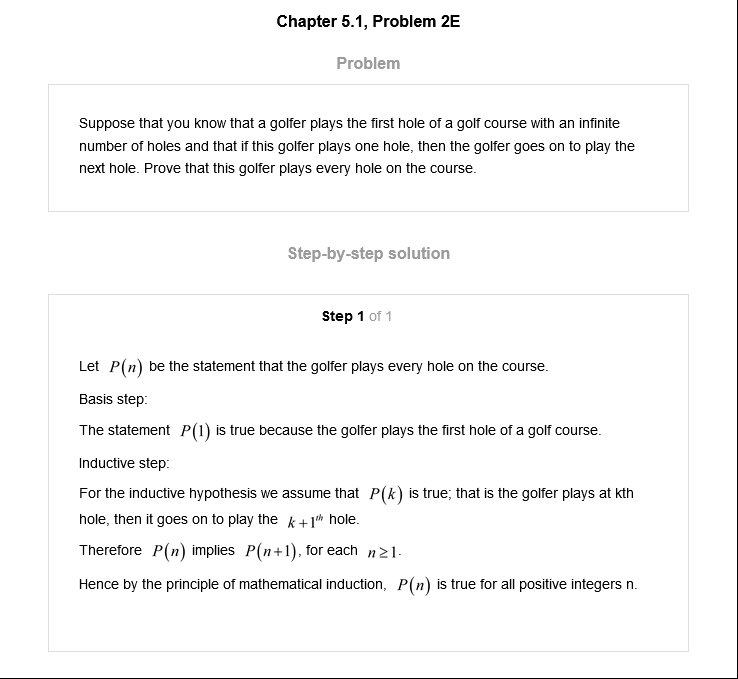 Chapter 5.1, Problem 2E
Problem
Suppose that you know that a golfer plays the first hole of a golf course with an infinite
number of holes and that if this golfer plays one hole, then the golfer goes on to play the
next hole. Prove that this golfer plays every hole on the course.
Step-by-step solution
Step 1 of 1
Let P(n) be the statement that the golfer plays every hole on the course.
Basis step:
The statement P(1) is true because the golfer plays the first hole of a golf course.
Inductive step:
For the inductive hypothesis we assume that P(k) is true; that is the golfer plays at kth
hole, then it goes on to play the k+1th hole.
Therefore P(n) implies P(n+1), for each n≥1.
Hence by the principle of mathematical induction, P(n) is true for all positive integers n.